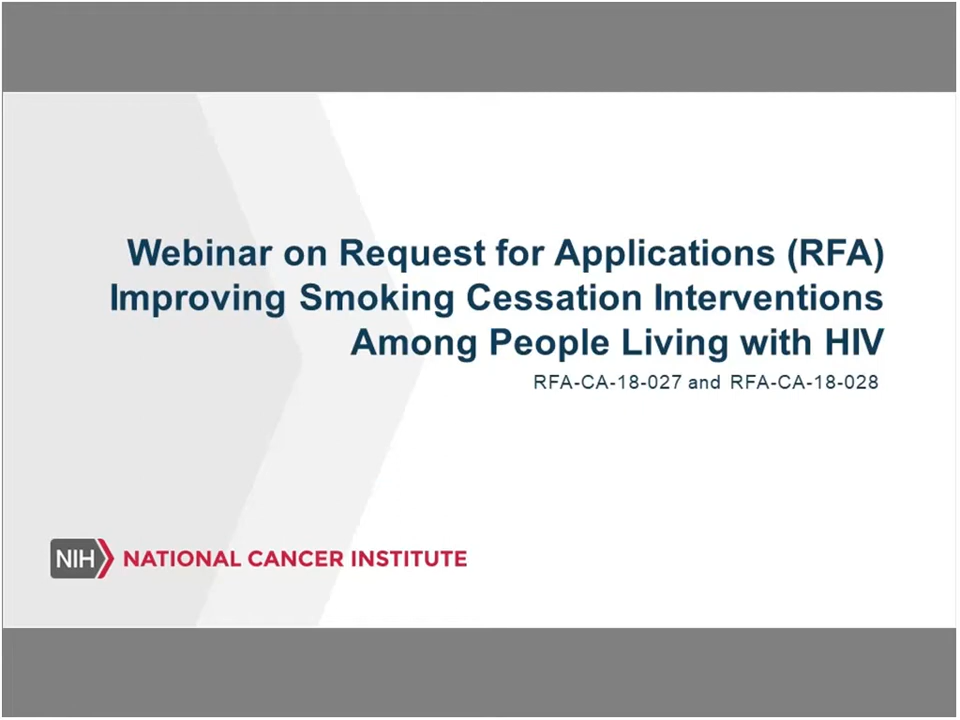 Webinar on Request for Applications (RFA)
Improving Smoking Cessation Interventions
Among People Living with HIV
RFA-CA-18-027 and RFA-CA-18-028
NIH NATIONAL CANCER INSTITUTE